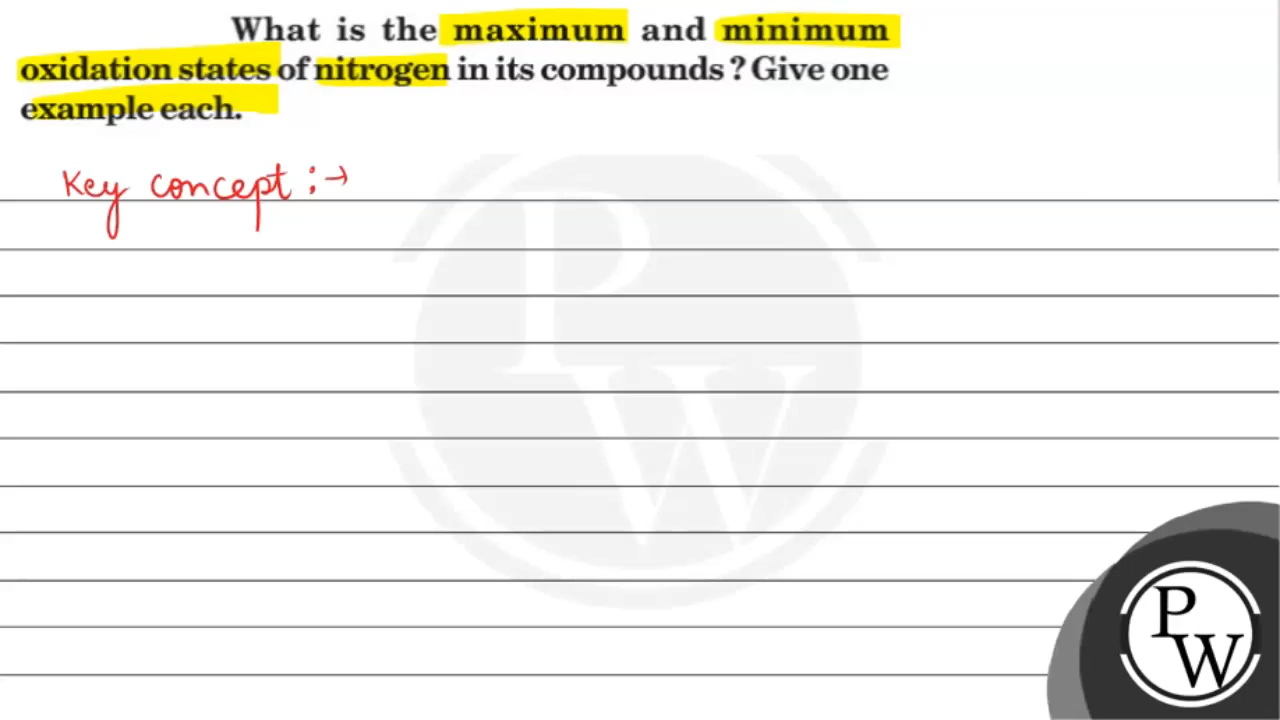 What is the maximum and minimum
oxidation states of nitrogen in its compounds ? Give one
example each.
Key concept :→
P
W
P
W